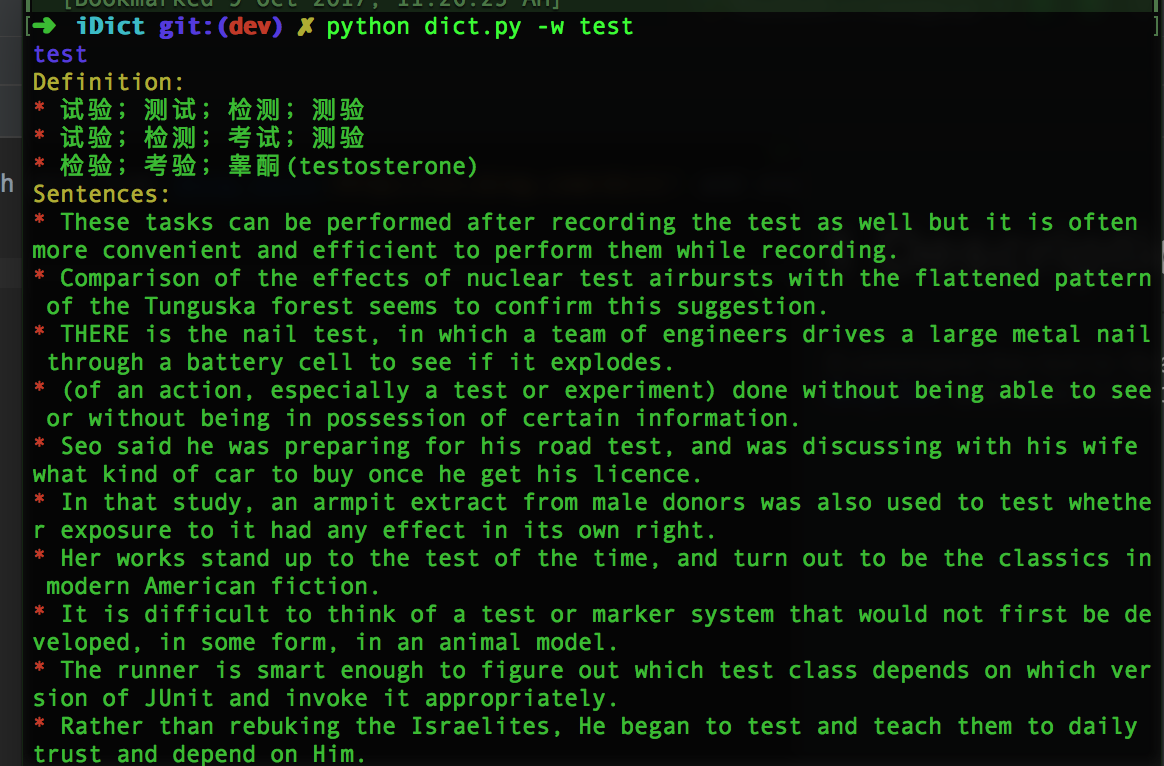 [Bookmarked 9 Oct 2017, 11:26:25 AM]
[➜ iDict git:(dev) ✗ python dict.py -w test ]
test
Definition:
* 试验; 测试; 检测; 测验
* 试验; 检测; 考试; 测验
* 检验; 考验; 睾酮(testosterone)
h
Sentences:
* These tasks can be performed after recording the test as well but it is often
more convenient and efficient to perform them while recording.
* Comparison of the effects of nuclear test airbursts with the flattened pattern
of the Tunguska forest seems to confirm this suggestion.
* THERE is the nail test, in which a team of engineers drives a large metal nail
through a battery cell to see if it explodes.
* (of an action, especially a test or experiment) done without being able to see
or without being in possession of certain information.
* Seo said he was preparing for his road test, and was discussing with his wife
what kind of car to buy once he get his licence.
* In that study, an armpit extract from male donors was also used to test whethe
r exposure to it had any effect in its own right.
* Her works stand up to the test of the time, and turn out to be the classics in
modern American fiction.
* It is difficult to think of a test or marker system that would not first be de
veloped, in some form, in an animal model.
* The runner is smart enough to figure out which test class depends on which ver
sion of JUnit and invoke it appropriately.
* Rather than rebuking the Israelites, He began to test and teach them to daily
trust and depend on Him.